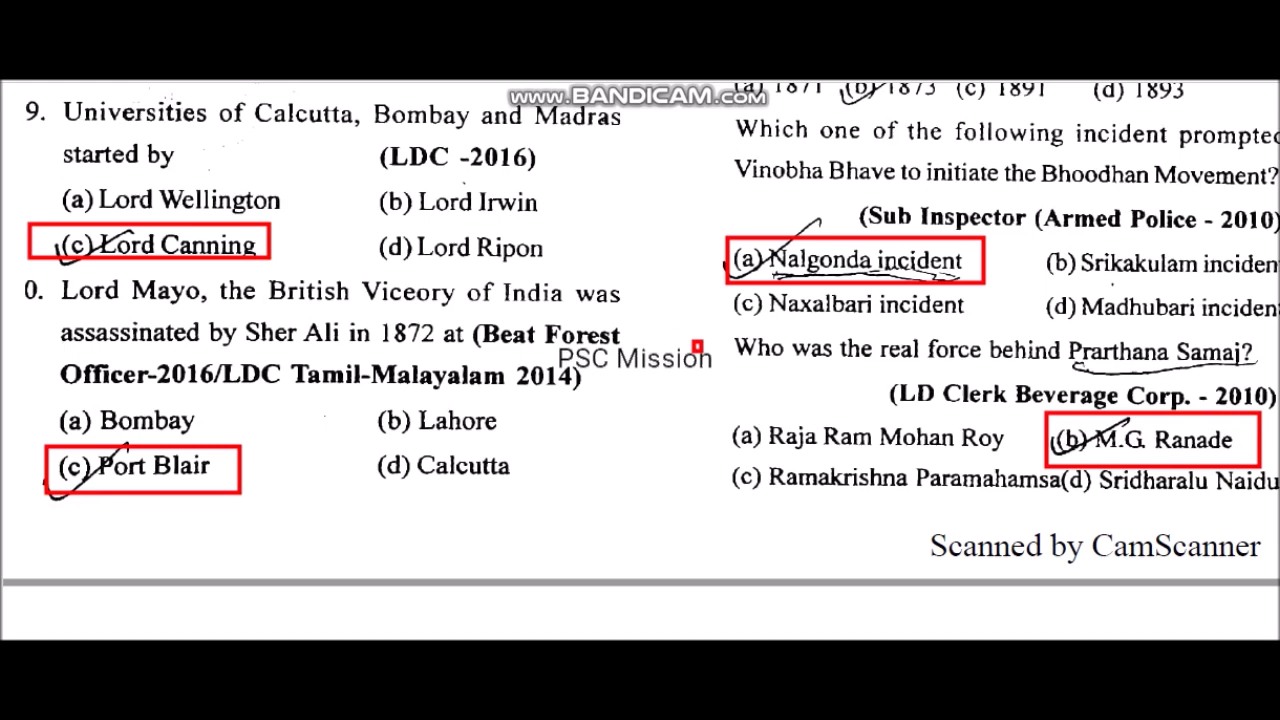 www.BANDICAM.com
9. Universities of Calcutta, Bombay and Madras
started by (LDC -2016)
(a) Lord Wellington (b) Lord Irwin
(c) Lord Canning (d) Lord Ripon
0. Lord Mayo, the British Viceory of India was
assassinated by Sher Ali in 1872 at (Beat Forest
Officer-2016/LDC Tamil-Malayalam 2014)
(a) Bombay (b) Lahore
(c) Port Blair (d) Calcutta
PSC Mission
(a) 1871 (b) 1873 (c) 1891 (d) 1893
Which one of the following incident prompted
Vinobha Bhave to initiate the Bhoodhan Movement?
(Sub Inspector (Armed Police - 2010)
(a) Nalgonda incident (b) Srikakulam inciden
(c) Naxalbari incident (d) Madhubari inciden
Who was the real force behind Prarthana Samaj?
(LD Clerk Beverage Corp. - 2010)
(a) Raja Ram Mohan Roy (b) M.G. Ranade
(c) Ramakrishna Paramahamsa(d) Sridharalu Naidu
Scanned by CamScanner